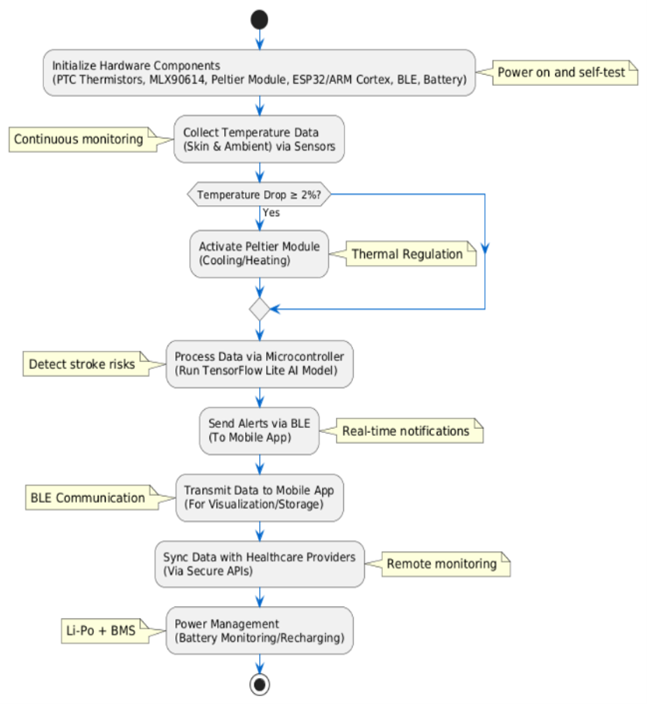 Initialize Hardware Components
(PTC Thermistors, MLX90614, Peltier Module, ESP32/ARM Cortex, BLE, Battery)
Power on and self-test
Continuous monitoring
Collect Temperature Data
(Skin & Ambient) via Sensors
Temperature Drop ≥ 2%?
Yes
Activate Peltier Module
(Cooling/Heating)
Thermal Regulation
Detect stroke risks
Process Data via Microcontroller
(Run TensorFlow Lite AI Model)
Send Alerts via BLE
(To Mobile App)
Real-time notifications
BLE Communication
Transmit Data to Mobile App
(For Visualization/Storage)
Sync Data with Healthcare Providers
(Via Secure APIs)
Remote monitoring
Li-Po + BMS
Power Management
(Battery Monitoring/Recharging)